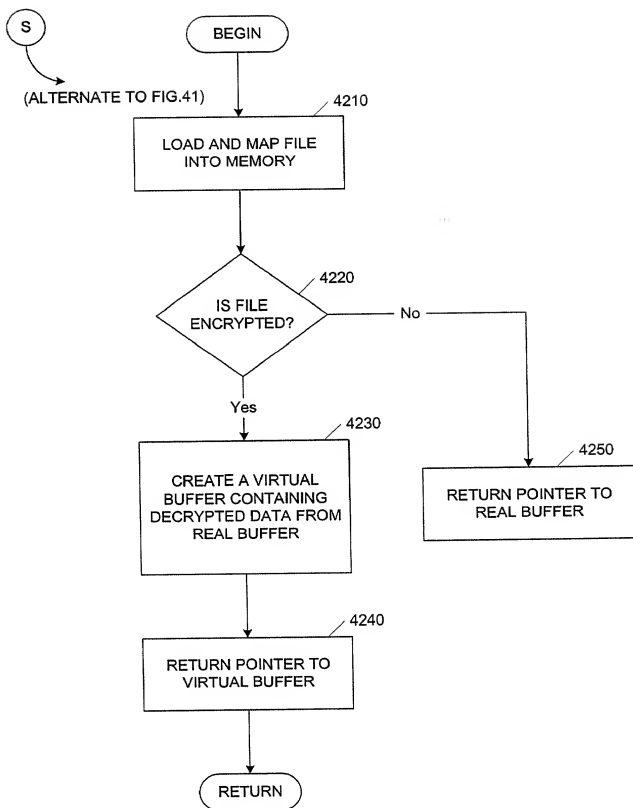 S
BEGIN
(ALTERNATE TO FIG.41)
4210
LOAD AND MAP FILE
INTO MEMORY
4220
IS FILE
ENCRYPTED?
No
Yes
4230
CREATE A VIRTUAL
BUFFER CONTAINING
DECRYPTED DATA FROM
REAL BUFFER
4250
RETURN POINTER TO
REAL BUFFER
4240
RETURN POINTER TO
VIRTUAL BUFFER
RETURN